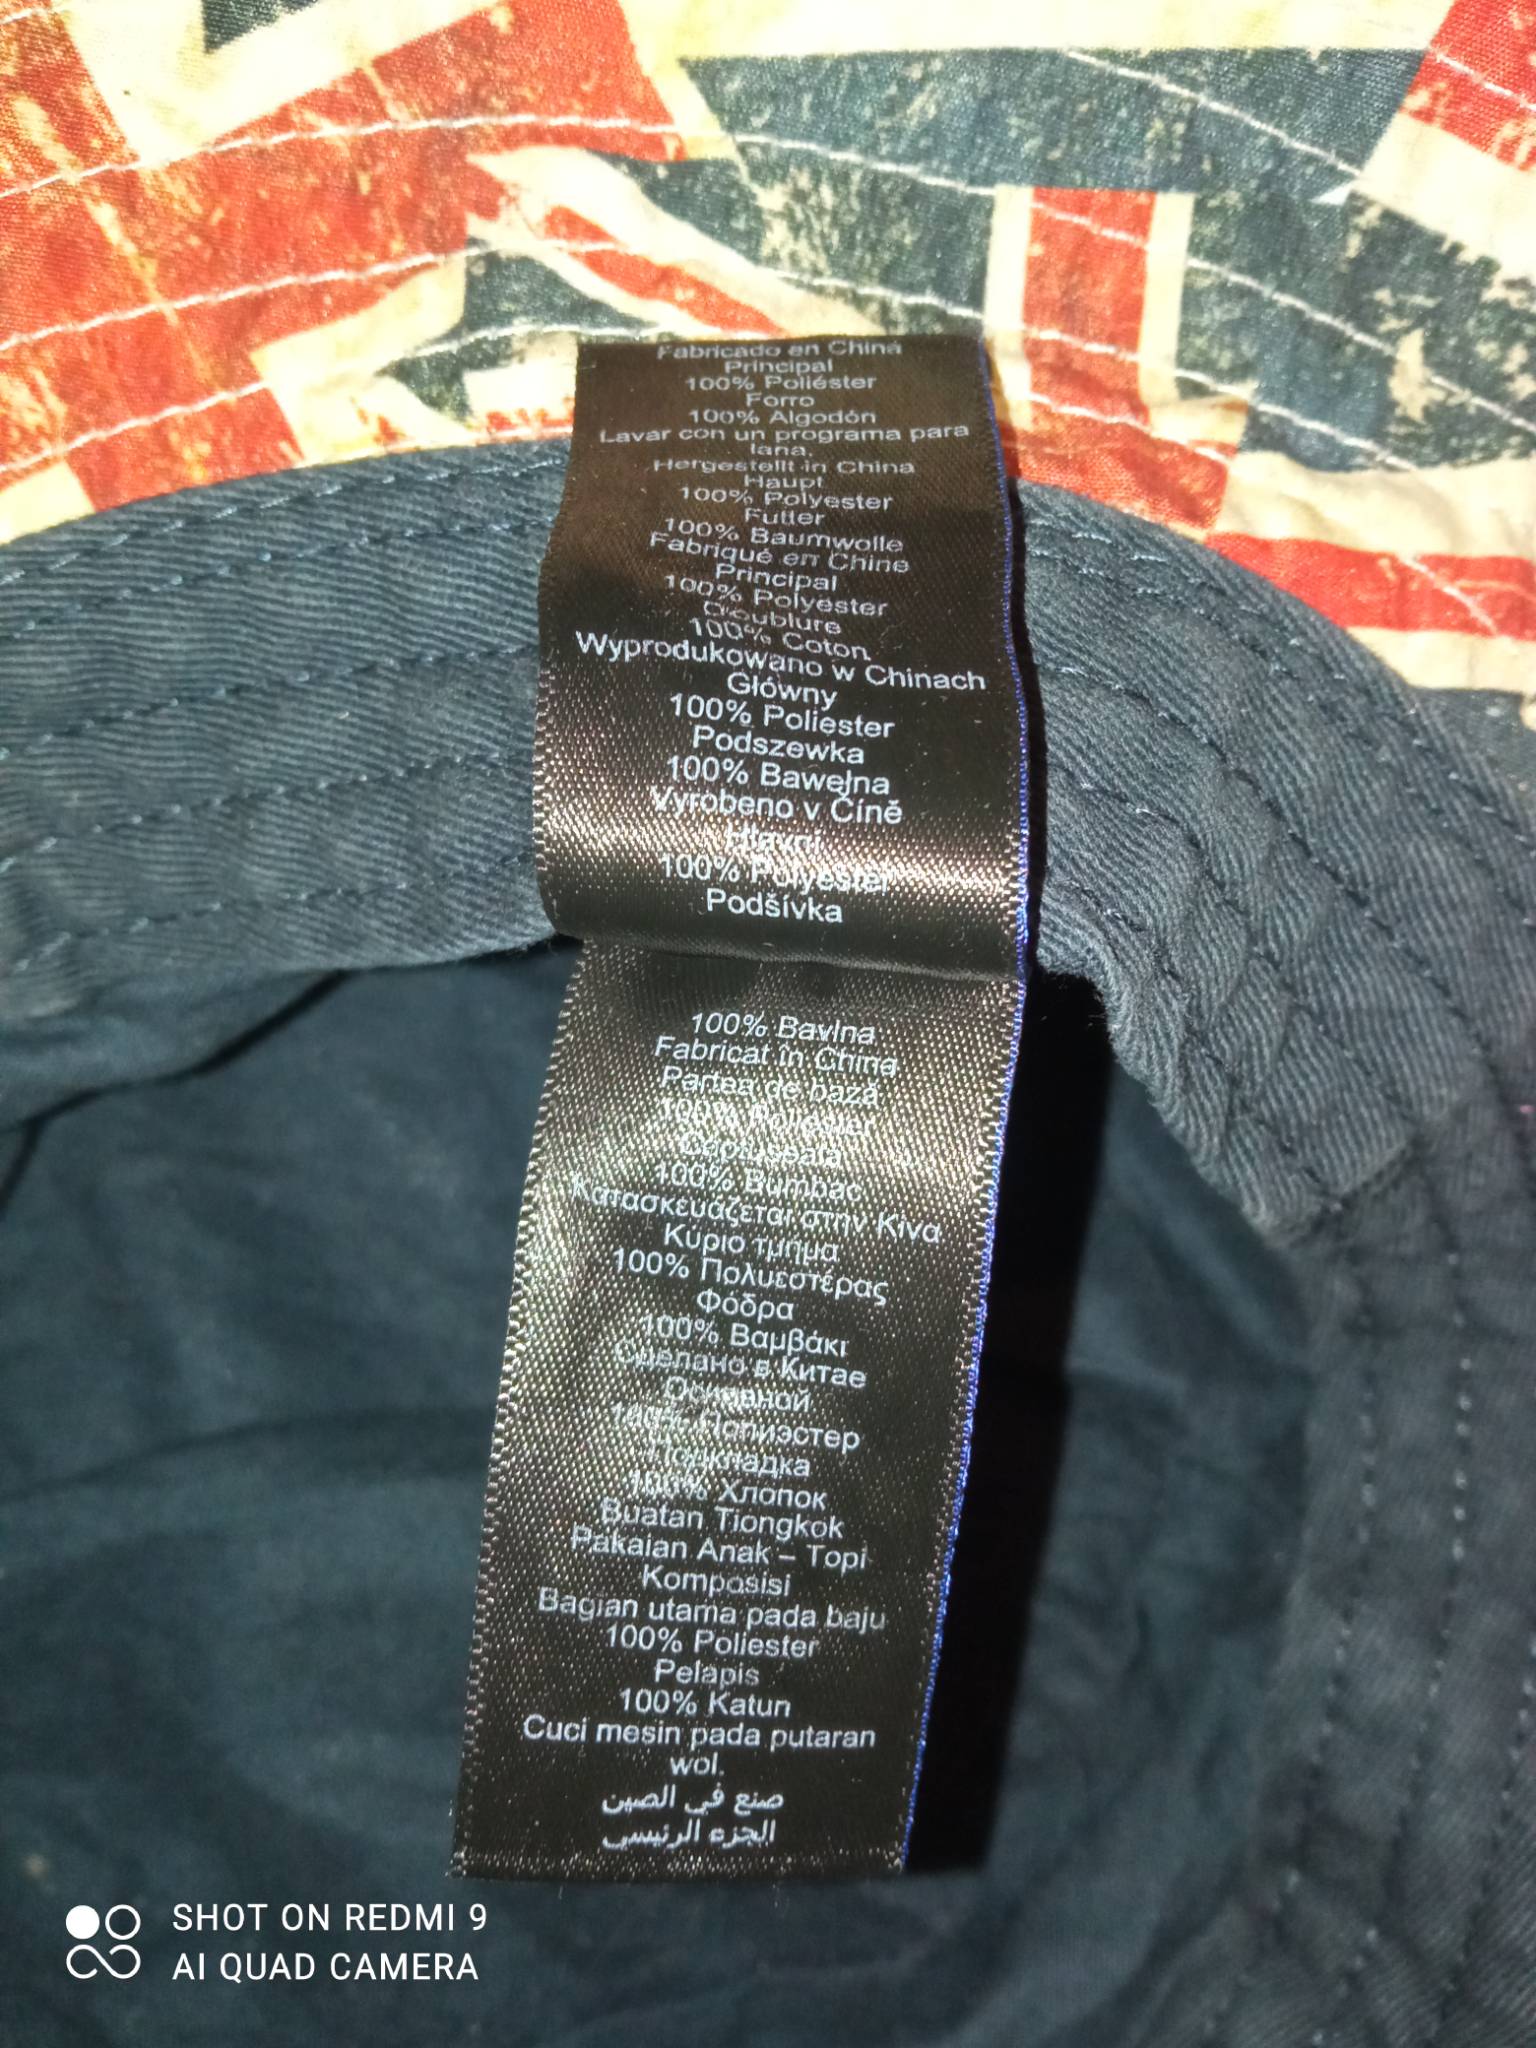 Fabricado en China
Principal
100% Poliéster
Forro
100% Algodón
Lavar con un programa para
lana.
Hergestellt in China
Haupt
100% Polyester
Futter
100% Baumwolle
Fabriqué en Chine
Principal
100% Polyester
Doublure
100% Coton
Wyprodukowano w Chinach
Główny
100% Poliester
Podszewka
100% Bawełna
Vyrobeno v Číně
Hlavní
100% Polyester
Podšívka
100% Bavlna
Fabricat în China
Partea de bază
100% Poliester
Captuseala
100% Bumbac
Κατασκευάζεται στην Κίνα
Κύριο τμήμα
100% Πολυεστέρας
Φόδρα
100% Βαμβάκι
Сделано в Китае
Основной
100% Полиэстер
Подкладка
100% Хлопок
Buatan Tiongkok
Pakaian Anak – Topi
Komposisi
Bagian utama pada baju
100% Poliester
Pelapis
100% Katun
Cuci mesin pada putaran
wol.
صنع في الصين
الجزء الرئيسي
SHOT ON REDMI 9
AI QUAD CAMERA